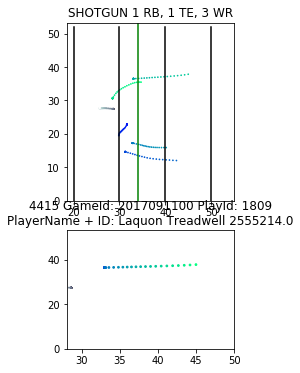 SHOTGUN 1 RB, 1 TE, 3 WR
50
40
30
20
10
0
20 30 40 50
4415 GameId: 2017091100 PlayId: 1809
PlayerName + ID: Laquon Treadwell 2555214.0
40
20
0
30 35 40 45 50